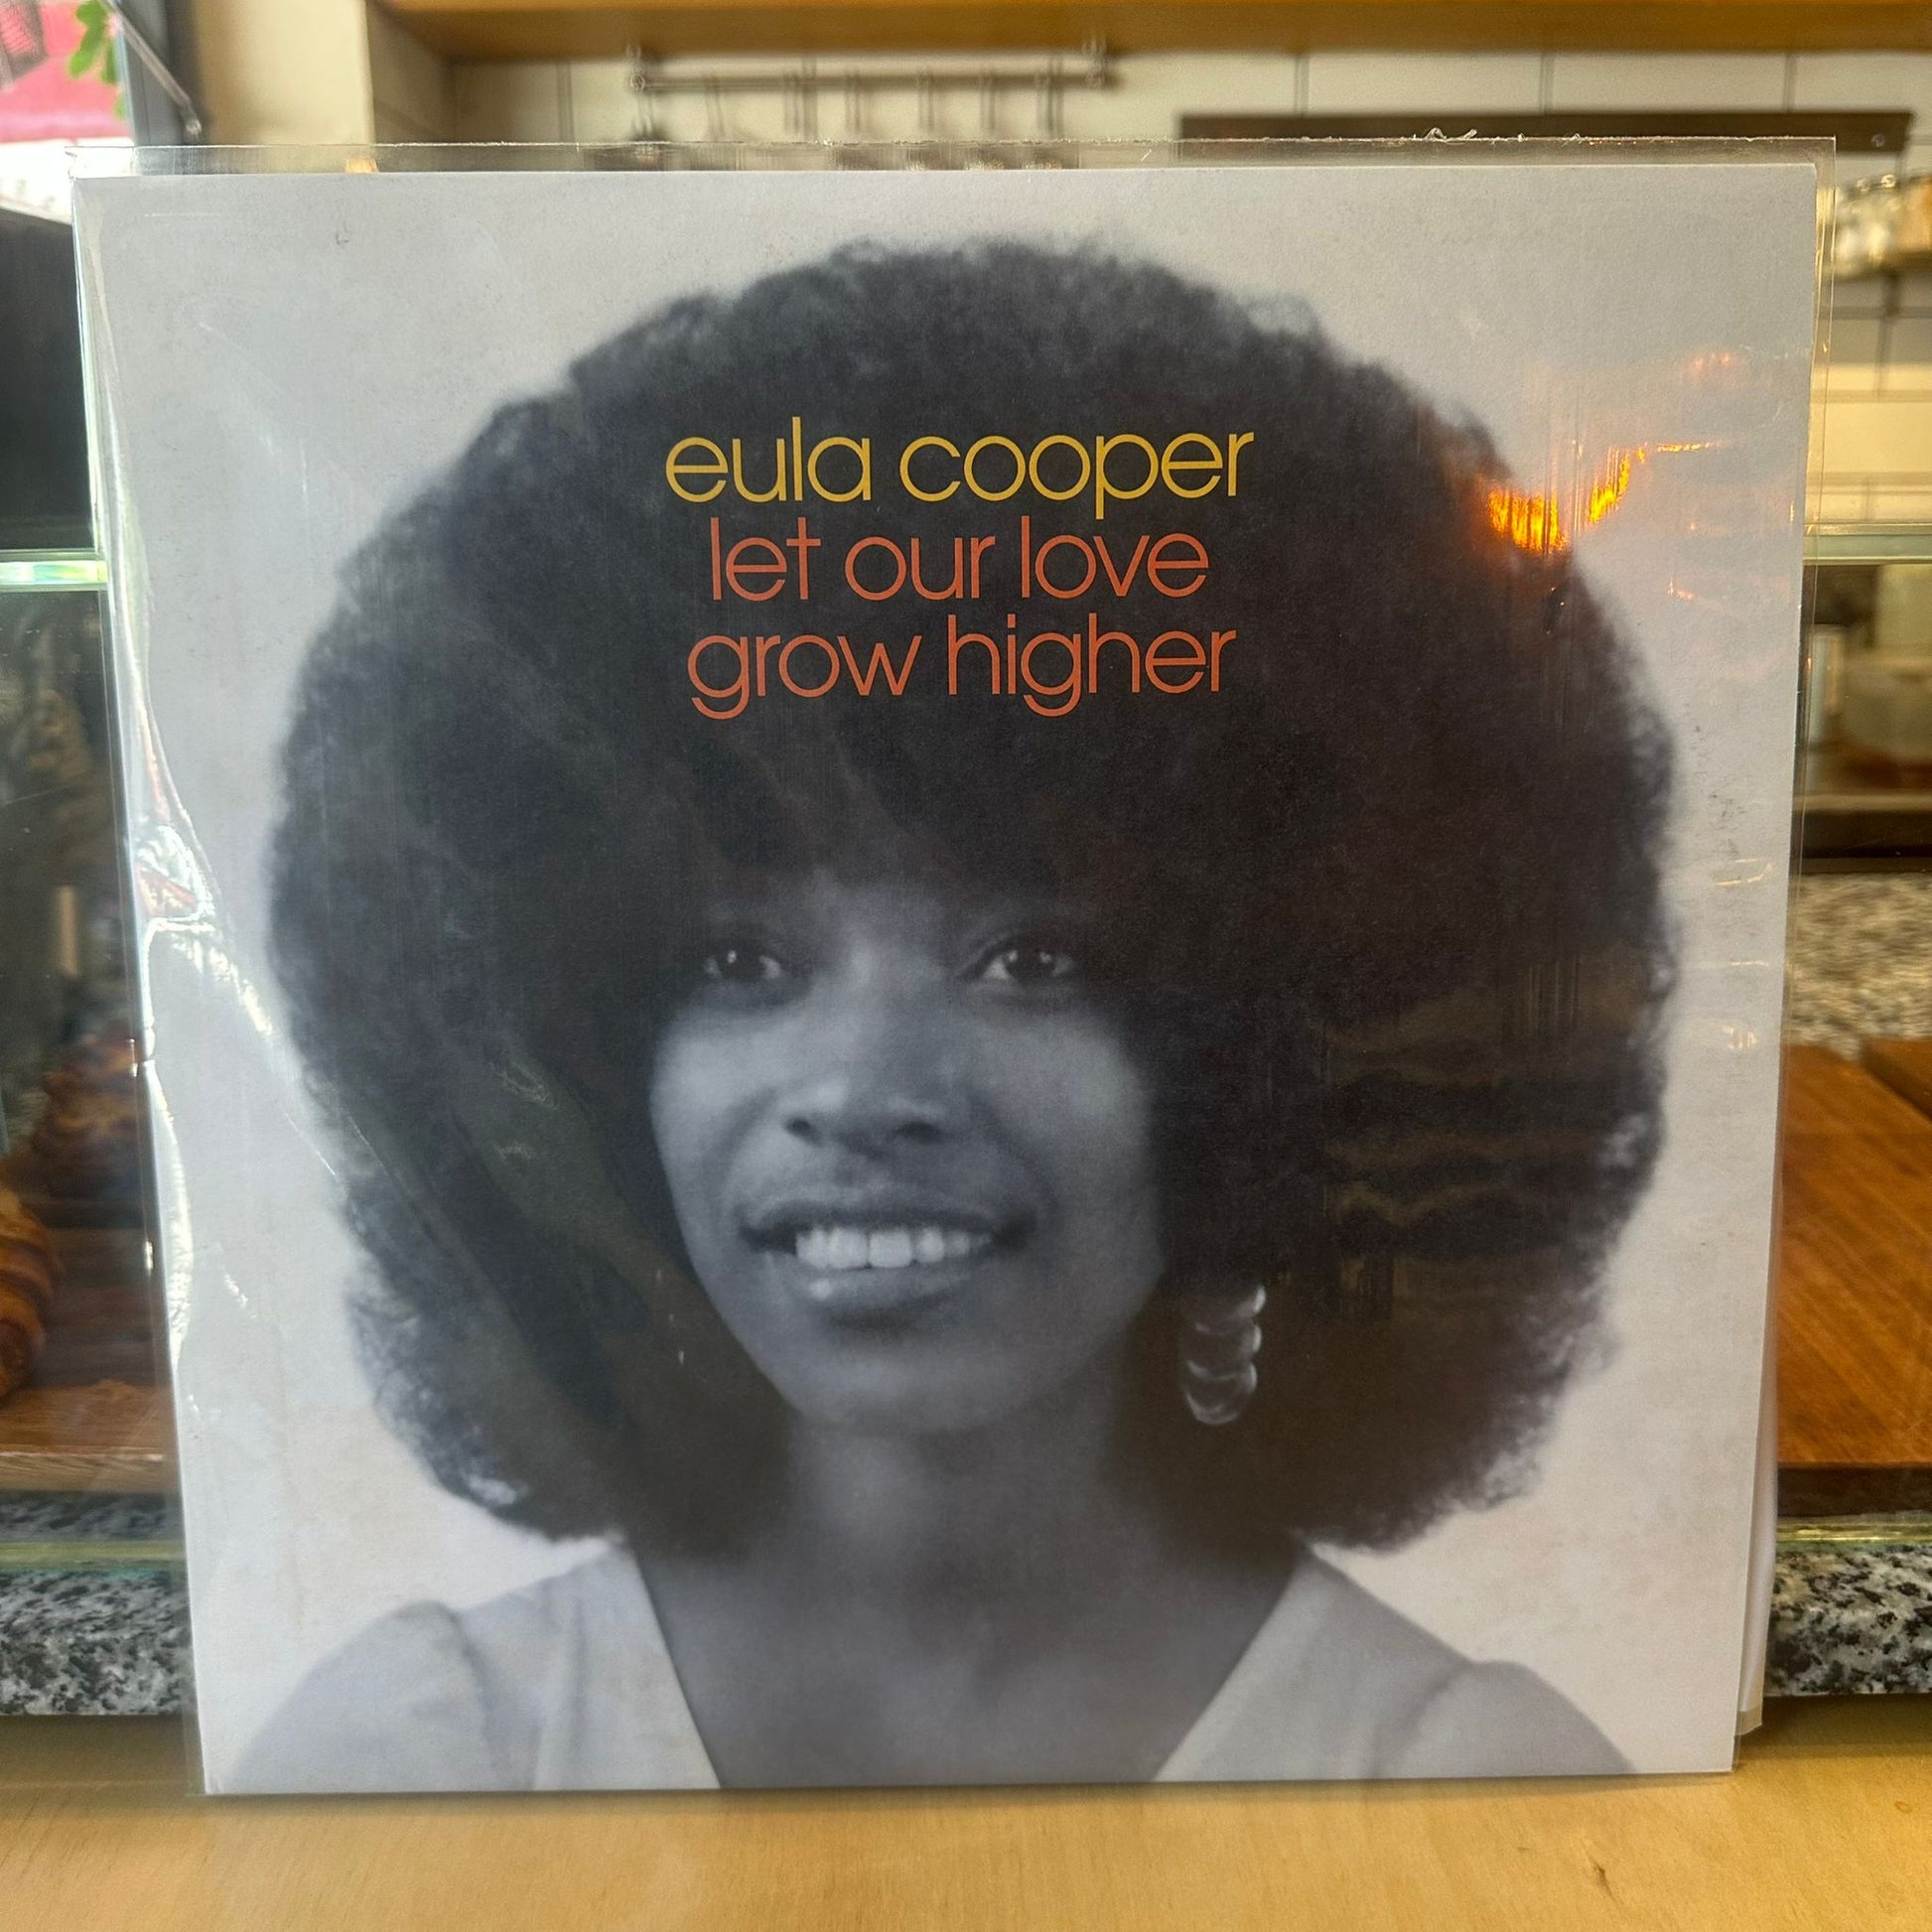 eula cooper
let our love
grow higher